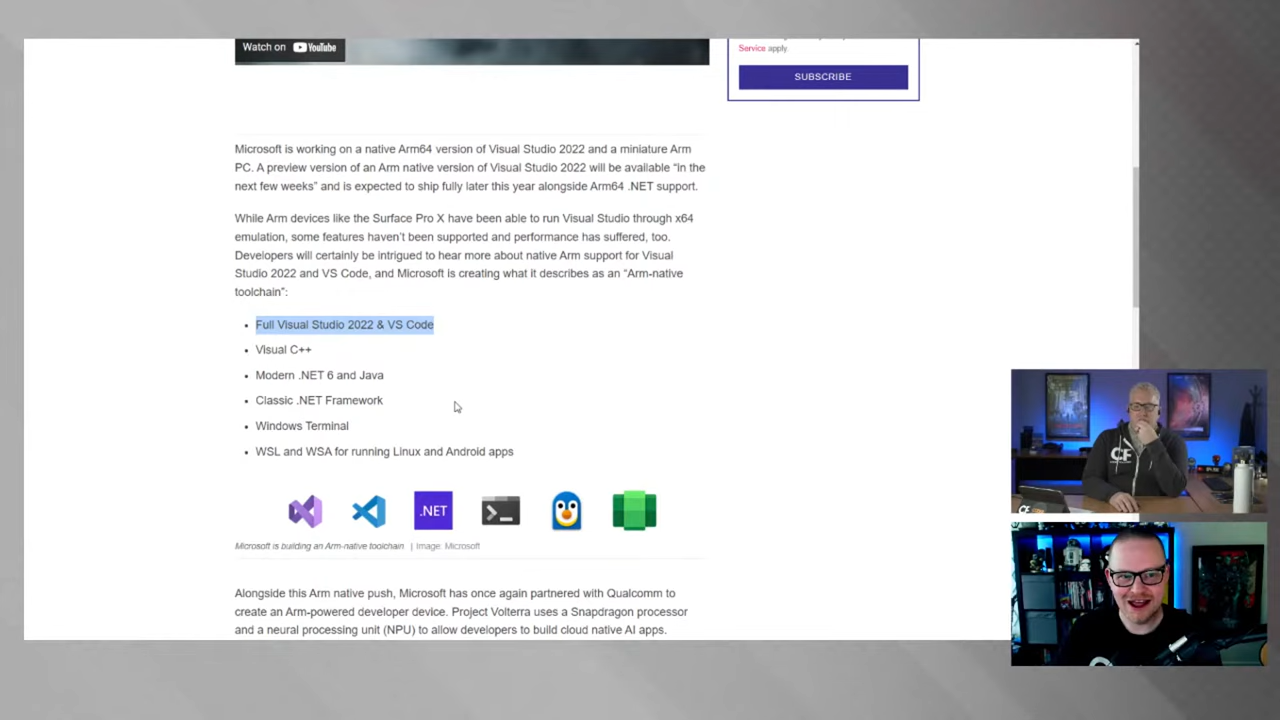 Watch on YouTube
Service apply.
SUBSCRIBE
Microsoft is working on a native Arm64 version of Visual Studio 2022 and a miniature Arm
PC. A preview version of an Arm native version of Visual Studio 2022 will be available “in the
next few weeks” and is expected to ship fully later this year alongside Arm64 .NET support.
While Arm devices like the Surface Pro X have been able to run Visual Studio through x64
emulation, some features haven’t been supported and performance has suffered, too.
Developers will certainly be intrigued to hear more about native Arm support for Visual
Studio 2022 and VS Code, and Microsoft is creating what it describes as an “Arm-native
toolchain”:
• Full Visual Studio 2022 & VS Code
• Visual C++
• Modern .NET 6 and Java
• Classic .NET Framework
• Windows Terminal
• WSL and WSA for running Linux and Android apps
.NET
Microsoft is building an Arm-native toolchain | Image: Microsoft
Alongside this Arm native push, Microsoft has once again partnered with Qualcomm to
create an Arm-powered developer device. Project Volterra uses a Snapdragon processor
and a neural processing unit (NPU) to allow developers to build cloud native AI apps.
CF